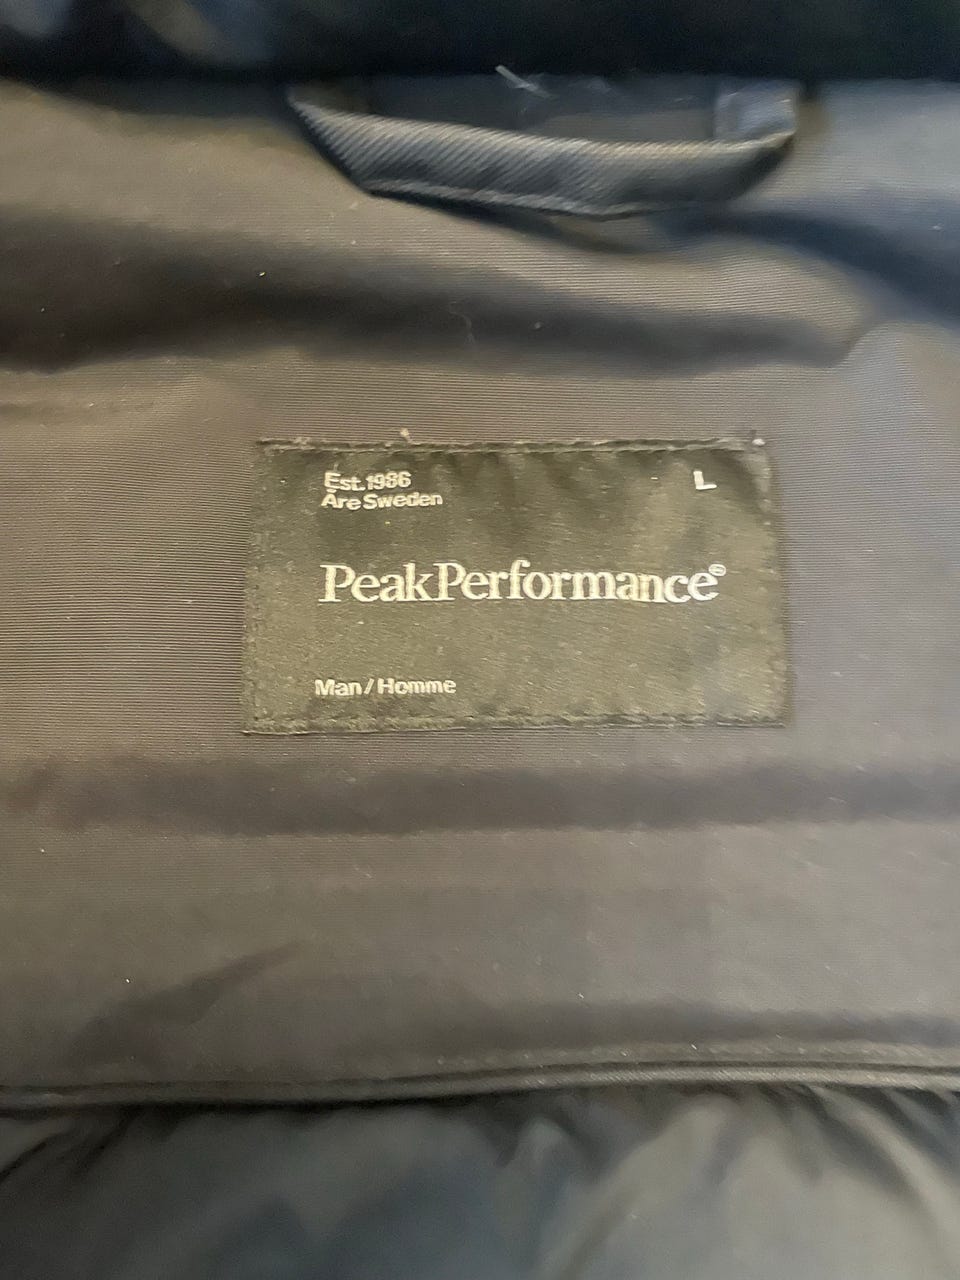 Est.1986
Åre Sweden
L
PeakPerformance®
Man/Homme